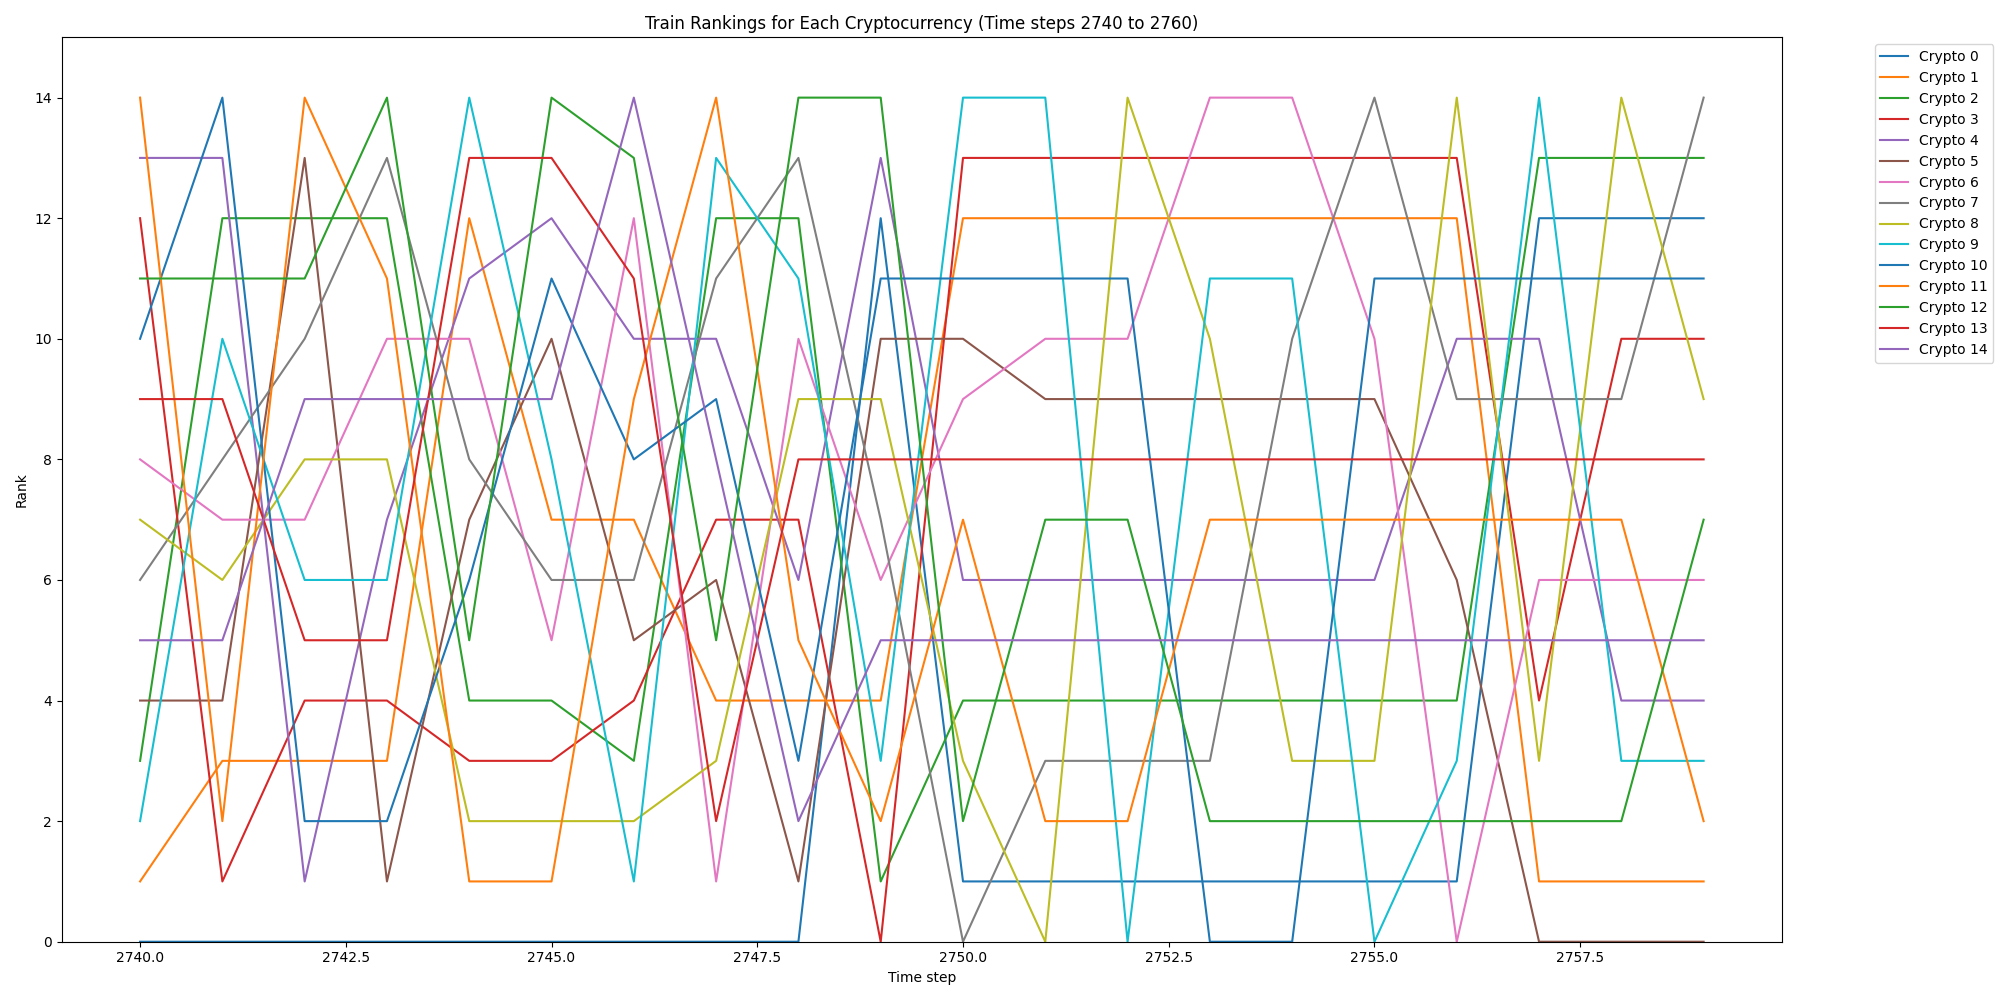 Train Rankings for Each Cryptocurrency (Time steps 2740 to 2760)
Rank
14
12
10
8
6
4
2
0
2740.0 2742.5 2745.0 2747.5 2750.0 2752.5 2755.0 2757.5
Time step
Crypto 0
Crypto 1
Crypto 2
Crypto 3
Crypto 4
Crypto 5
Crypto 6
Crypto 7
Crypto 8
Crypto 9
Crypto 10
Crypto 11
Crypto 12
Crypto 13
Crypto 14